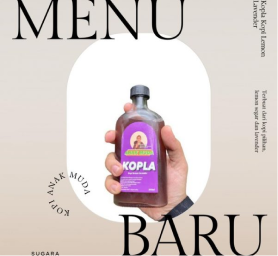 MENU
Kopla Kopi Lemon
Lavender
Terbuat dari kopi pilihan,
lemon segar dan lavender
KOPI ANAK MUDA
KOPLA
BARU
SUGARA